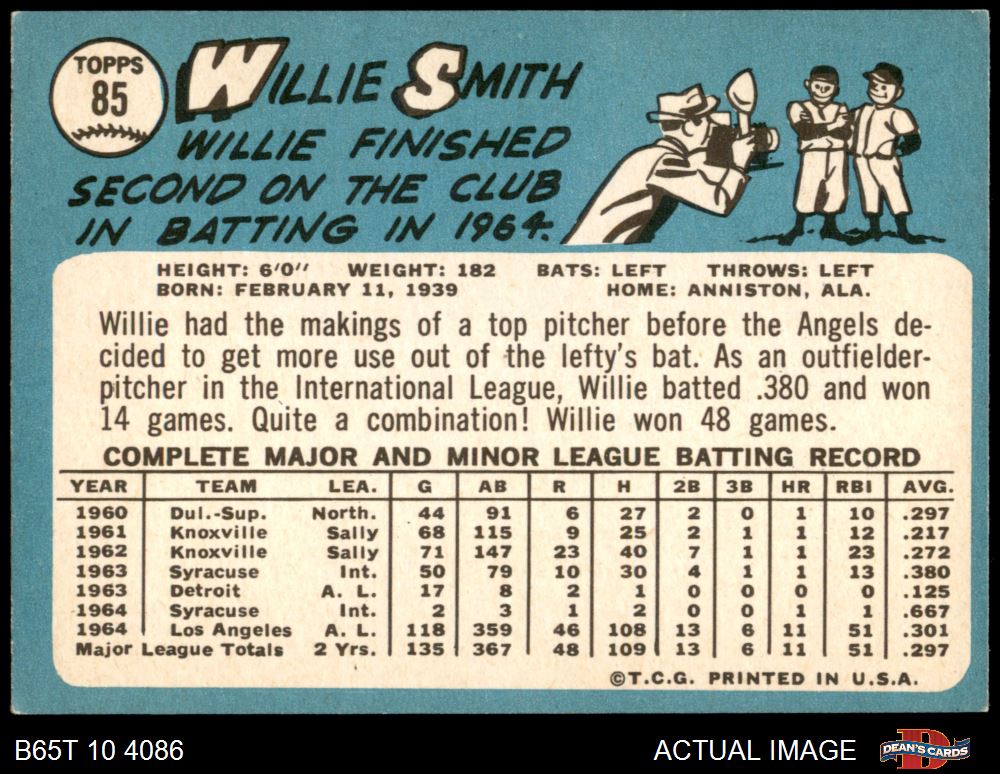 TOPPS
85
WILLIE SMITH
WILLIE FINISHED
SECOND ON THE CLUB
IN BATTING IN 1964.
HEIGHT: 6'0" WEIGHT: 182 BATS: LEFT THROWS: LEFT
BORN: FEBRUARY 11, 1939 HOME: ANNISTON, ALA.
Willie had the makings of a top pitcher before the Angels de-
cided to get more use out of the lefty's bat. As an outfielder-
pitcher in the International League, Willie batted .380 and won
14 games. Quite a combination! Willie won 48 games.
COMPLETE MAJOR AND MINOR LEAGUE BATTING RECORD
YEAR TEAM LEA. G AB R H 2B 3B HR RBI AVG.
1960 Dul.-Sup. North. 44 91 6 27 2 0 1 10 .297
1961 Knoxville Sally 68 115 9 25 2 1 1 12 .217
1962 Knoxville Sally 71 147 23 40 7 1 1 23 .272
1963 Syracuse Int. 50 79 10 30 4 1 1 13 .380
1963 Detroit A. L. 17 8 2 1 0 0 0 0 .125
1964 Syracuse Int. 2 3 1 2 0 0 1 1 .667
1964 Los Angeles A. L. 118 359 46 108 13 6 11 51 .301
Major League Totals 2 Yrs. 135 367 48 109 13 6 11 51 .297
©T.C.G. PRINTED IN U.S.A.
B65T 10 4086 ACTUAL IMAGE DEAN'S CARDS